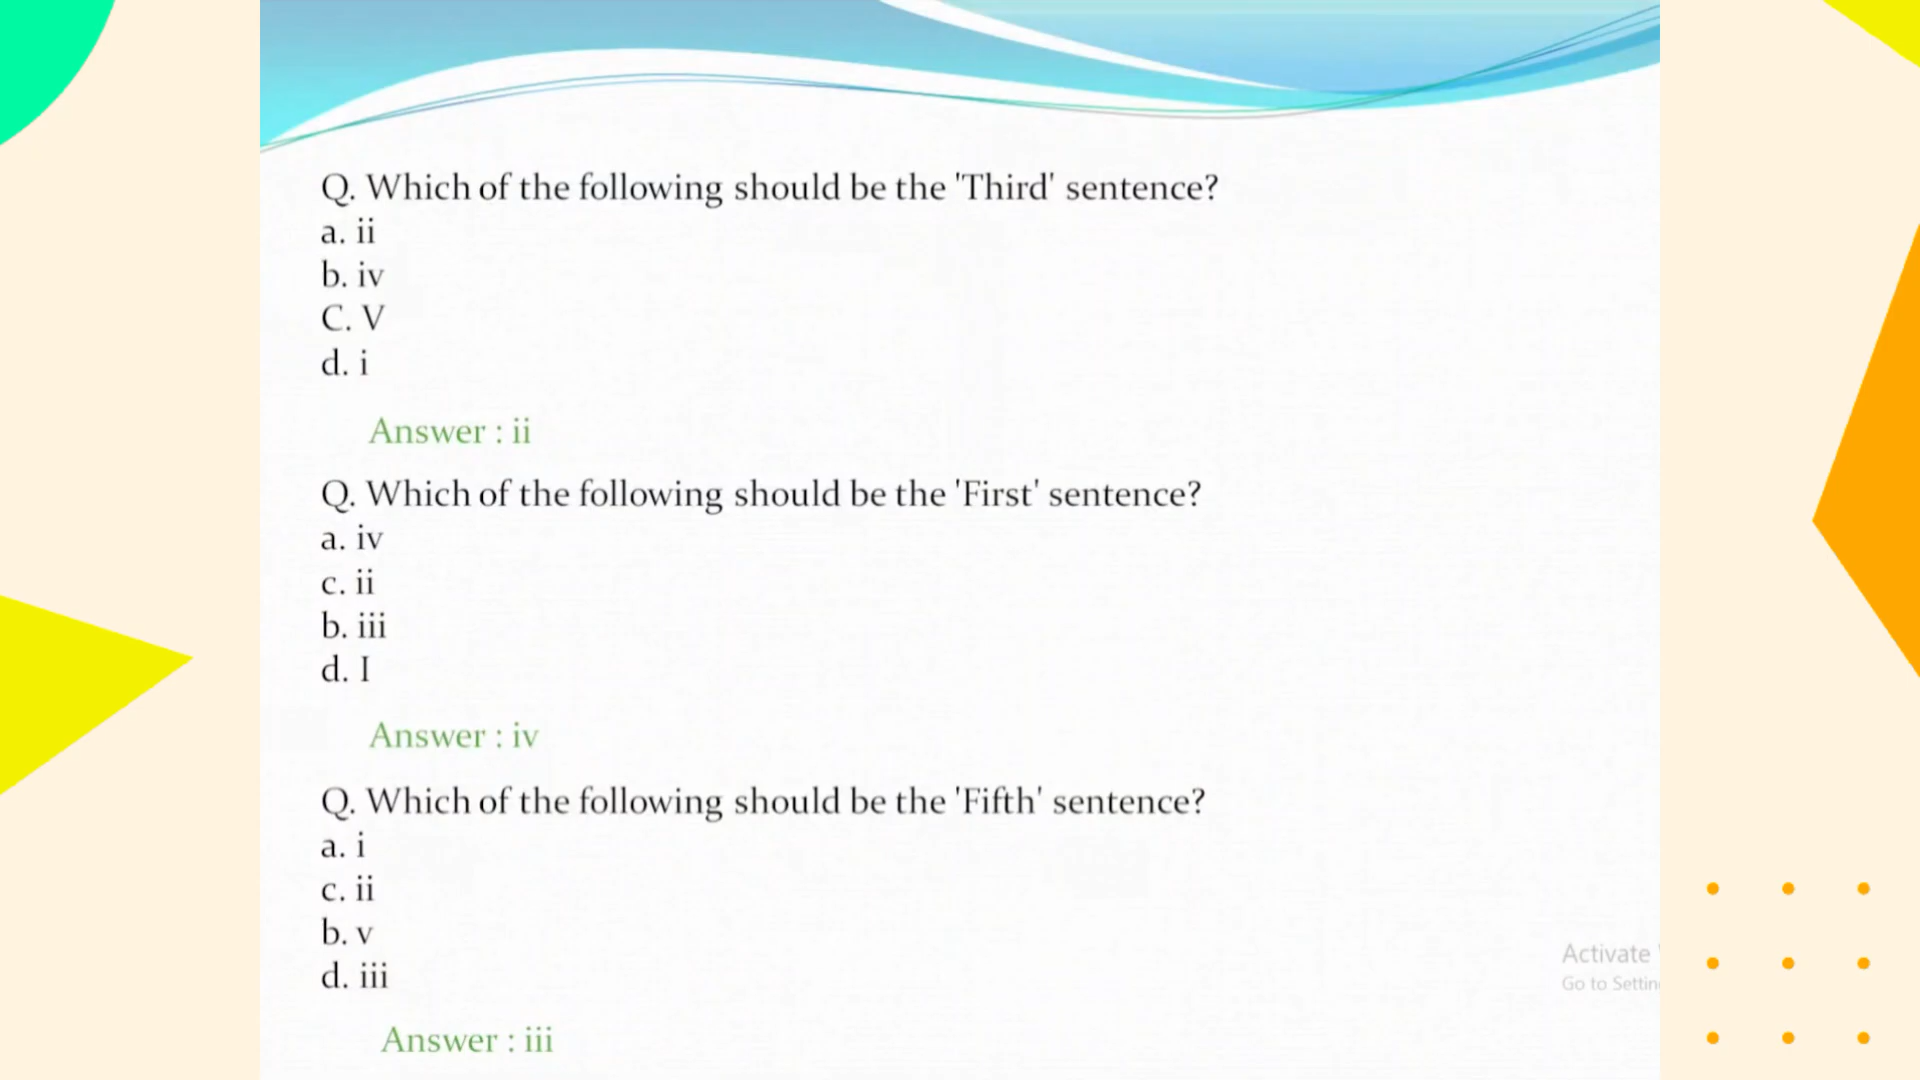 Q. Which of the following should be the 'Third' sentence?
a. ii
b. iv
C. V
d. i
Answer : ii
Q. Which of the following should be the 'First' sentence?
a. iv
c. ii
b. iii
d. I
Answer : iv
Q. Which of the following should be the 'Fifth' sentence?
a. i
c. ii
b. v
d. iii
Answer : iii
Activate
Go to Settin